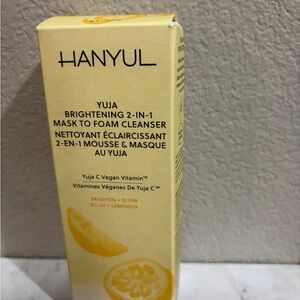 HANYUL
YUJA
BRIGHTENING 2-IN-1
MASK TO FOAM CLEANSER
NETTOYANT ÉCLAIRCISSANT
2-EN-1 MOUSSE & MASQUE
AU YUJA
Yuja C Vegan Vitamin™
Vitamines Véganes De Yuja C™
BRIGHTEN + GLOW
ÉCLAT + LUMINEUX